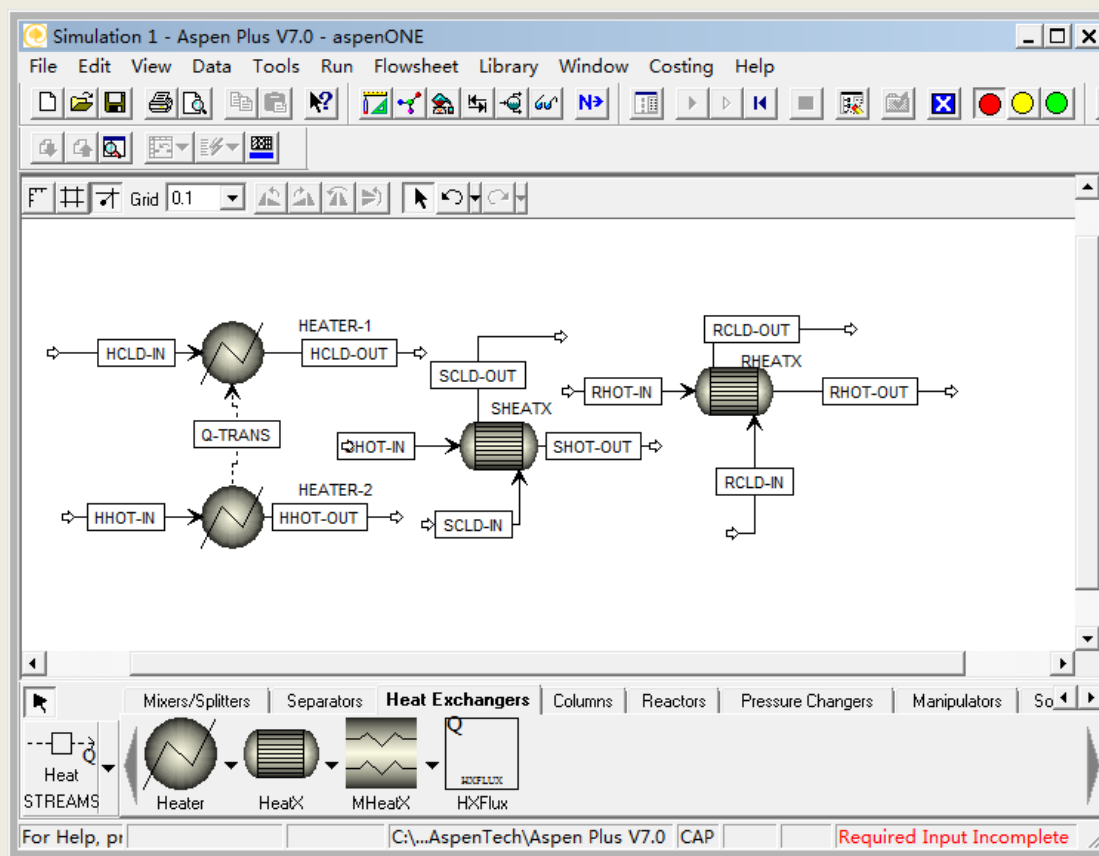 Simulation 1 - Aspen Plus V7.0 - aspenONE
File Edit View Data Tools Run Flowsheet Library Window Costing Help
N
Grid 0.1
HEATER-1
HCLD-IN
HCLD-OUT
SCLD-OUT
RCLD-OUT
RHEATX
RHOT-IN
RHOT-OUT
SHEATX
Q-TRANS
HOT-IN
SHOT-OUT
RCLD-IN
HEATER-2
HHOT-IN
HHOT-OUT
SCLD-IN
Mixers/Splitters Separators Heat Exchangers Columns Reactors Pressure Changers Manipulators So
Q
Heat
STREAMS
Heater
HeatX
MHeatX
Q
HXFLUX
HXFlux
For Help, pr C:\...AspenTech\Aspen Plus V7.0 CAP Required Input Incomplete